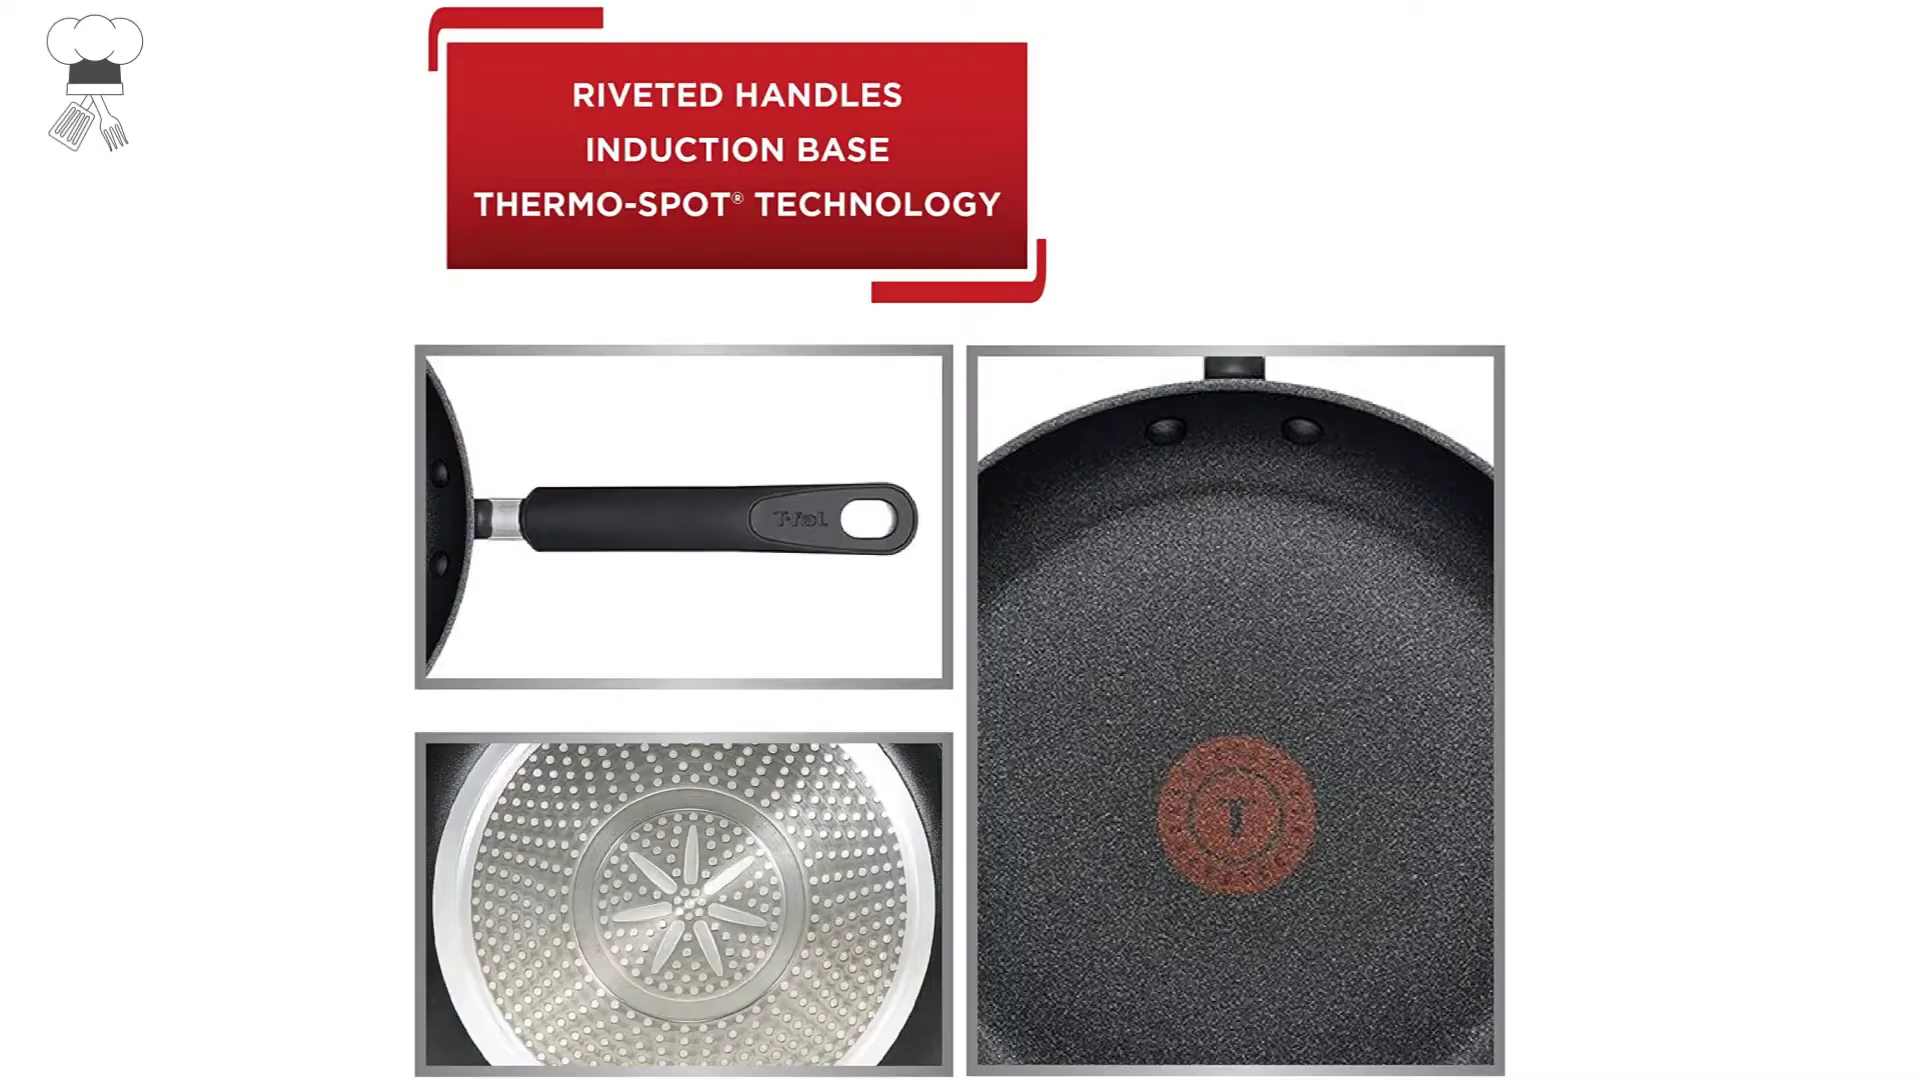 RIVETED HANDLES
INDUCTION BASE
THERMO-SPOT® TECHNOLOGY
T-fal
T